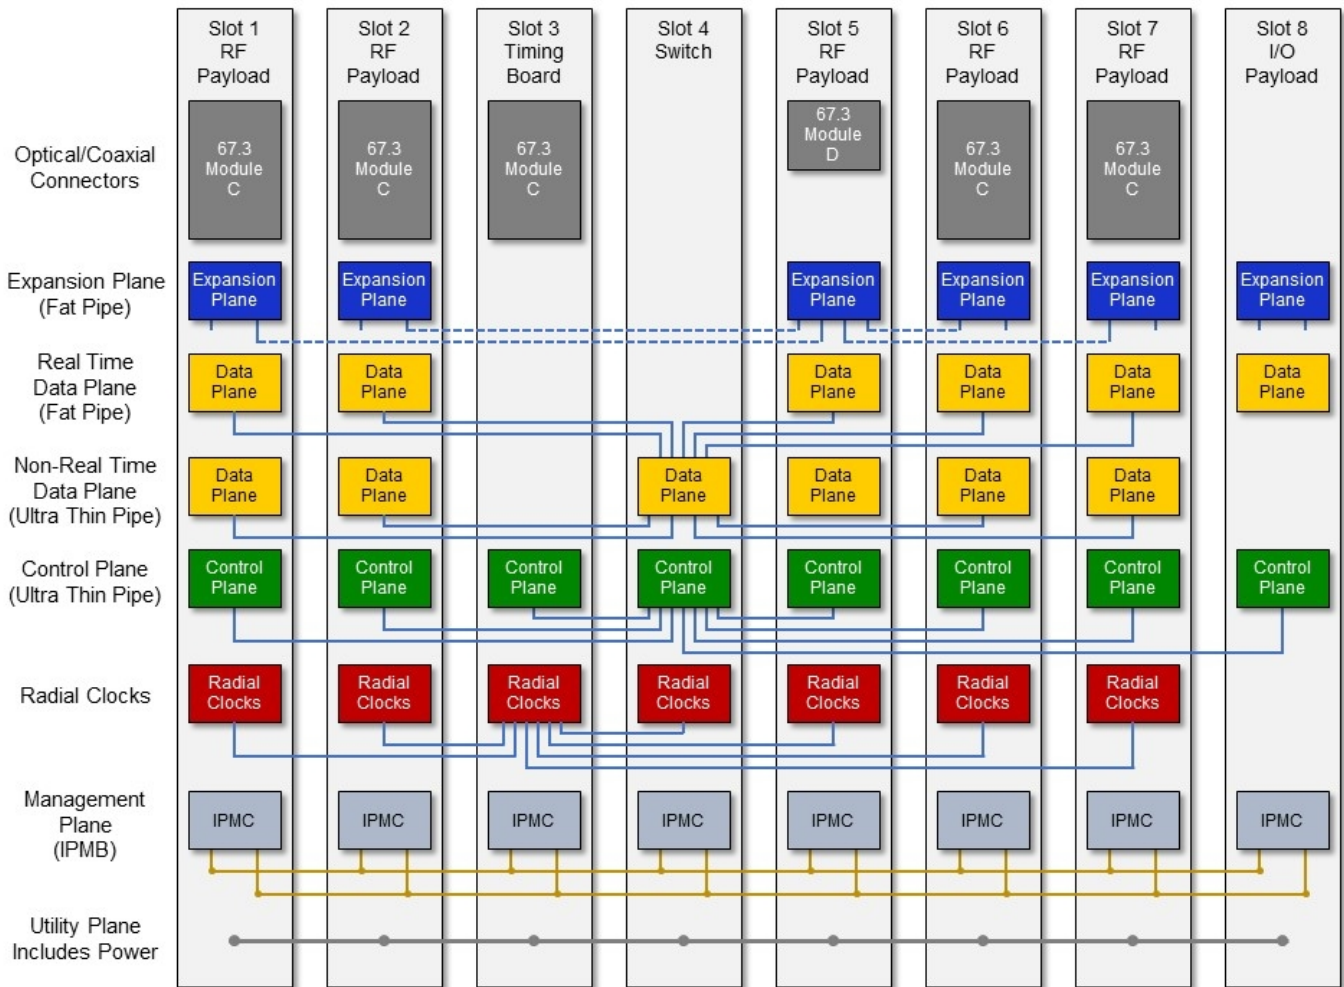 Slot 1
RF
Payload
Slot 2
RF
Payload
Slot 3
Timing
Board
Slot 4
Switch
Slot 5
RF
Payload
Slot 6
RF
Payload
Slot 7
RF
Payload
Slot 8
I/O
Payload
Optical/Coaxial
Connectors
67.3
Module
C
67.3
Module
C
67.3
Module
C
67.3
Module
D
67.3
Module
C
67.3
Module
C
Expansion Plane
(Fat Pipe)
Expansion
Plane
Expansion
Plane
Expansion
Plane
Expansion
Plane
Expansion
Plane
Expansion
Plane
Real Time
Data Plane
(Fat Pipe)
Data
Plane
Data
Plane
Data
Plane
Data
Plane
Data
Plane
Data
Plane
Non-Real Time
Data Plane
(Ultra Thin Pipe)
Data
Plane
Data
Plane
Data
Plane
Data
Plane
Data
Plane
Data
Plane
Control Plane
(Ultra Thin Pipe)
Control
Plane
Control
Plane
Control
Plane
Control
Plane
Control
Plane
Control
Plane
Control
Plane
Control
Plane
Radial Clocks
Radial
Clocks
Radial
Clocks
Radial
Clocks
Radial
Clocks
Radial
Clocks
Radial
Clocks
Radial
Clocks
Management
Plane
(IPMB)
IPMC
IPMC
IPMC
IPMC
IPMC
IPMC
IPMC
IPMC
Utility Plane
Includes Power